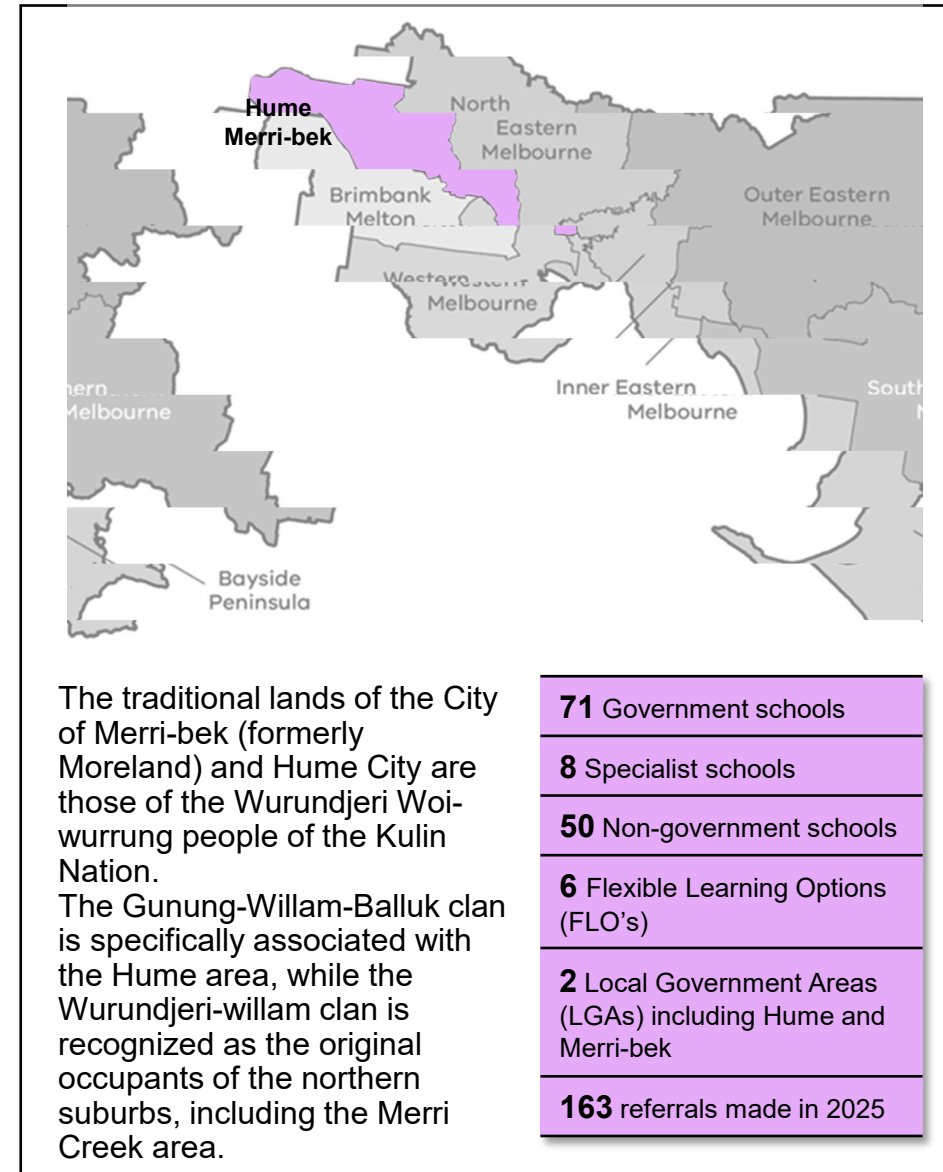 Hume
Merri-bek
North
Eastern
Melbourne
Brimbank
Melton
Outer Eastern
Melbourne
Western
Melbourne
Inner Eastern
Melbourne
hern
Melbourne
South
Bayside
Peninsula
The traditional lands of the City
of Merri-bek (formerly
Moreland) and Hume City are
those of the Wurundjeri Woi-
wurrung people of the Kulin
Nation.
The Gunung-Willam-Balluk clan
is specifically associated with
the Hume area, while the
Wurundjeri-willam clan is
recognized as the original
occupants of the northern
suburbs, including the Merri
Creek area.
71 Government schools
8 Specialist schools
50 Non-government schools
6 Flexible Learning Options
(FLO's)
2 Local Government Areas
(LGAs) including Hume and
Merri-bek
163 referrals made in 2025